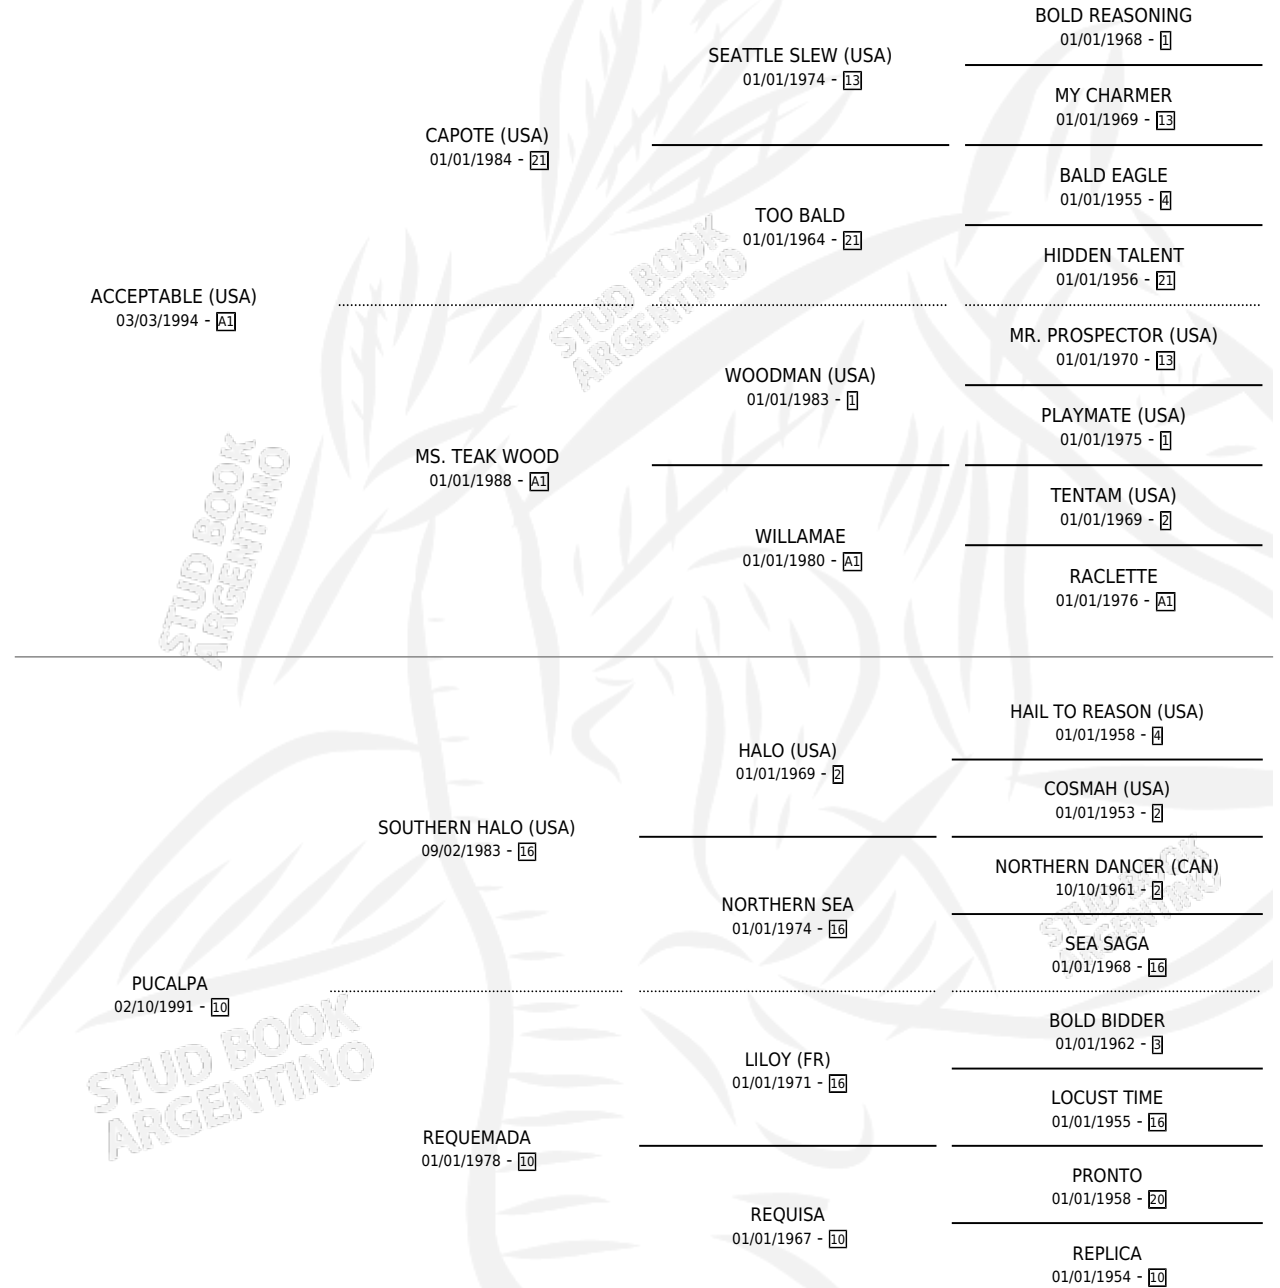 BOLD REASONING
01/01/1968 - 1
SEATTLE SLEW (USA)
01/01/1974 - 13
MY CHARMER
01/01/1969 - 13
CAPOTE (USA)
01/01/1984 - 21
BALD EAGLE
01/01/1955 - 4
TOO BALD
01/01/1964 - 21
HIDDEN TALENT
01/01/1956 - 21
ACCEPTABLE (USA)
03/03/1994 - A1
MR. PROSPECTOR (USA)
01/01/1970 - 13
WOODMAN (USA)
01/01/1983 - 1
PLAYMATE (USA)
01/01/1975 - 1
MS. TEAK WOOD
01/01/1988 - A1
TENTAM (USA)
01/01/1969 - 2
WILLAMAE
01/01/1980 - A1
RACLETTE
01/01/1976 - A1
HAIL TO REASON (USA)
01/01/1958 - 4
HALO (USA)
01/01/1969 - 2
COSMAH (USA)
01/01/1953 - 2
SOUTHERN HALO (USA)
09/02/1983 - 16
NORTHERN DANCER (CAN)
10/10/1961 - 2
NORTHERN SEA
01/01/1974 - 16
SEA SAGA
01/01/1968 - 16
PUCALPA
02/10/1991 - 10
BOLD BIDDER
01/01/1962 - 3
LILOY (FR)
01/01/1971 - 16
LOCUST TIME
01/01/1955 - 16
REQUEMADA
01/01/1978 - 10
PRONTO
01/01/1958 - 20
REQUISA
01/01/1967 - 10
REPLICA
01/01/1954 - 10
STUD BOOK
ARGENTINO
STUD BOOK
ARGENTINO
STUD BOOK
ARGENTINO
STUD BOOK
ARGENTINO